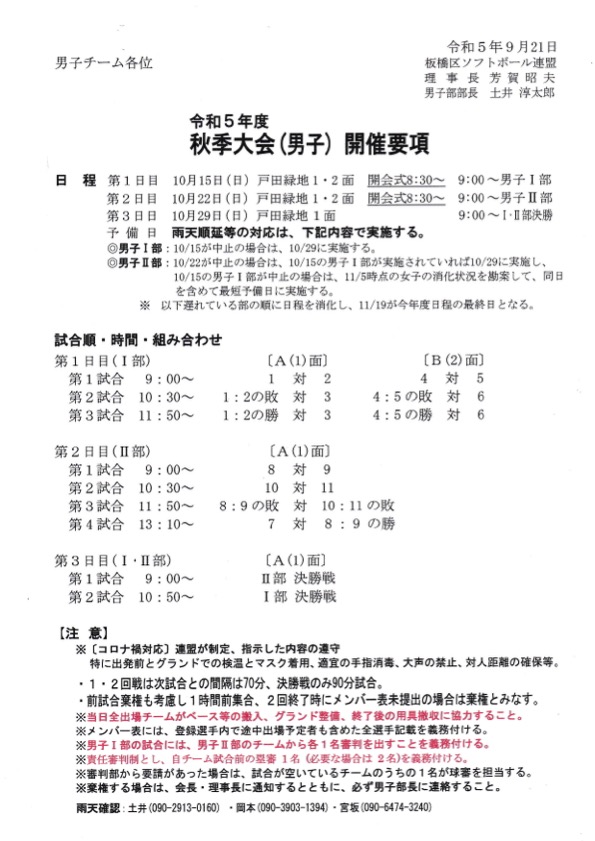 令和５年９月21日
男子チーム各位
板橋区ソフトボール連盟
理事長 芳賀昭夫
男子部部長 土井 淳太郎
令和５年度
秋季大会(男子) 開催要項
日 程 第１日目 10月15日(日) 戸田緑地１・２面 開会式8:30～ 9:00～男子Ⅰ部
第２日目 10月22日(日) 戸田緑地１・２面 開会式8:30～ 9:00～男子Ⅱ部
第３日目 10月29日(日) 戸田緑地１面 9:00～Ⅰ・Ⅱ部決勝
予備日 雨天順延等の対応は、下記内容で実施する。
◎男子Ⅰ部：10/15が中止の場合は、10/29に実施する。
◎男子Ⅱ部：10/22が中止の場合は、10/15の男子Ⅰ部が実施されていれば10/29に実施し、
10/15の男子Ⅰ部が中止の場合は、11/5時点の女子の消化状況を勘案して、同日
を含めて最短予備日に実施する。
※ 以下遅れている部の順に日程を消化し、11/19が今年度日程の最終日となる。
試合順・時間・組み合わせ
第１日目(Ⅰ部) 〔Ａ(1)面〕 〔Ｂ(2)面〕
第１試合 9：00～ 1 対 2 4 対 5
第２試合 10：30～ 1：2の敗 対 3 4：5の敗 対 6
第３試合 11：50～ 1：2の勝 対 3 4：5の勝 対 6
第２日目(Ⅱ部) 〔Ａ(1)面〕
第１試合 9：00～ 8 対 9
第２試合 10：30～ 10 対 11
第３試合 11：50～ 8：9の敗 対 10：11の敗
第４試合 13：10～ 7 対 8：9の勝
第３日目(Ⅰ・Ⅱ部) 〔Ａ(1)面〕
第１試合 9：00～ Ⅱ部 決勝戦
第２試合 10：50～ Ⅰ部 決勝戦
【注 意】
※〔コロナ禍対応〕連盟が制定、指示した内容の遵守
特に出発前とグランドでの検温とマスク着用、適宜の手指消毒、大声の禁止、対人距離の確保等。
・１・２回戦は次試合との間隔は70分、決勝戦のみ90分試合。
・前試合棄権も考慮し１時間前集合、２回終了時にメンバー表未提出の場合は棄権とみなす。
※当日全出場チームがベース等の搬入、グランド整備、終了後の用具撤収に協力すること。
※メンバー表には、登録選手内で途中出場予定者も含めた全選手記載を義務付ける。
※男子Ⅰ部の試合には、男子Ⅱ部のチームから各１名審判を出すことを義務付ける。
※責任審判制とし、自チーム試合前の塁審 １名（必要な場合は ２名）を義務付ける。
※審判部から要請があった場合は、試合が空いているチームのうちの１名が球審を担当する。
※棄権する場合は、会長・理事長に通知するとともに、必ず男子部長に連絡すること。
雨天確認：土井（090-2913-0160）・岡本（090-3903-1394）・宮坂（090-6474-3240）